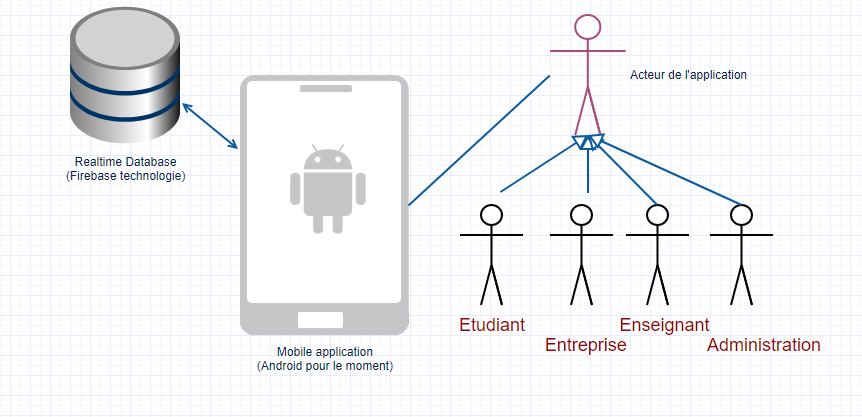 Acteur de l'application
Realtime Database
(Firebase technologie)
Etudiant
Enseignant
Entreprise
Administration
Mobile application
(Android pour le moment)